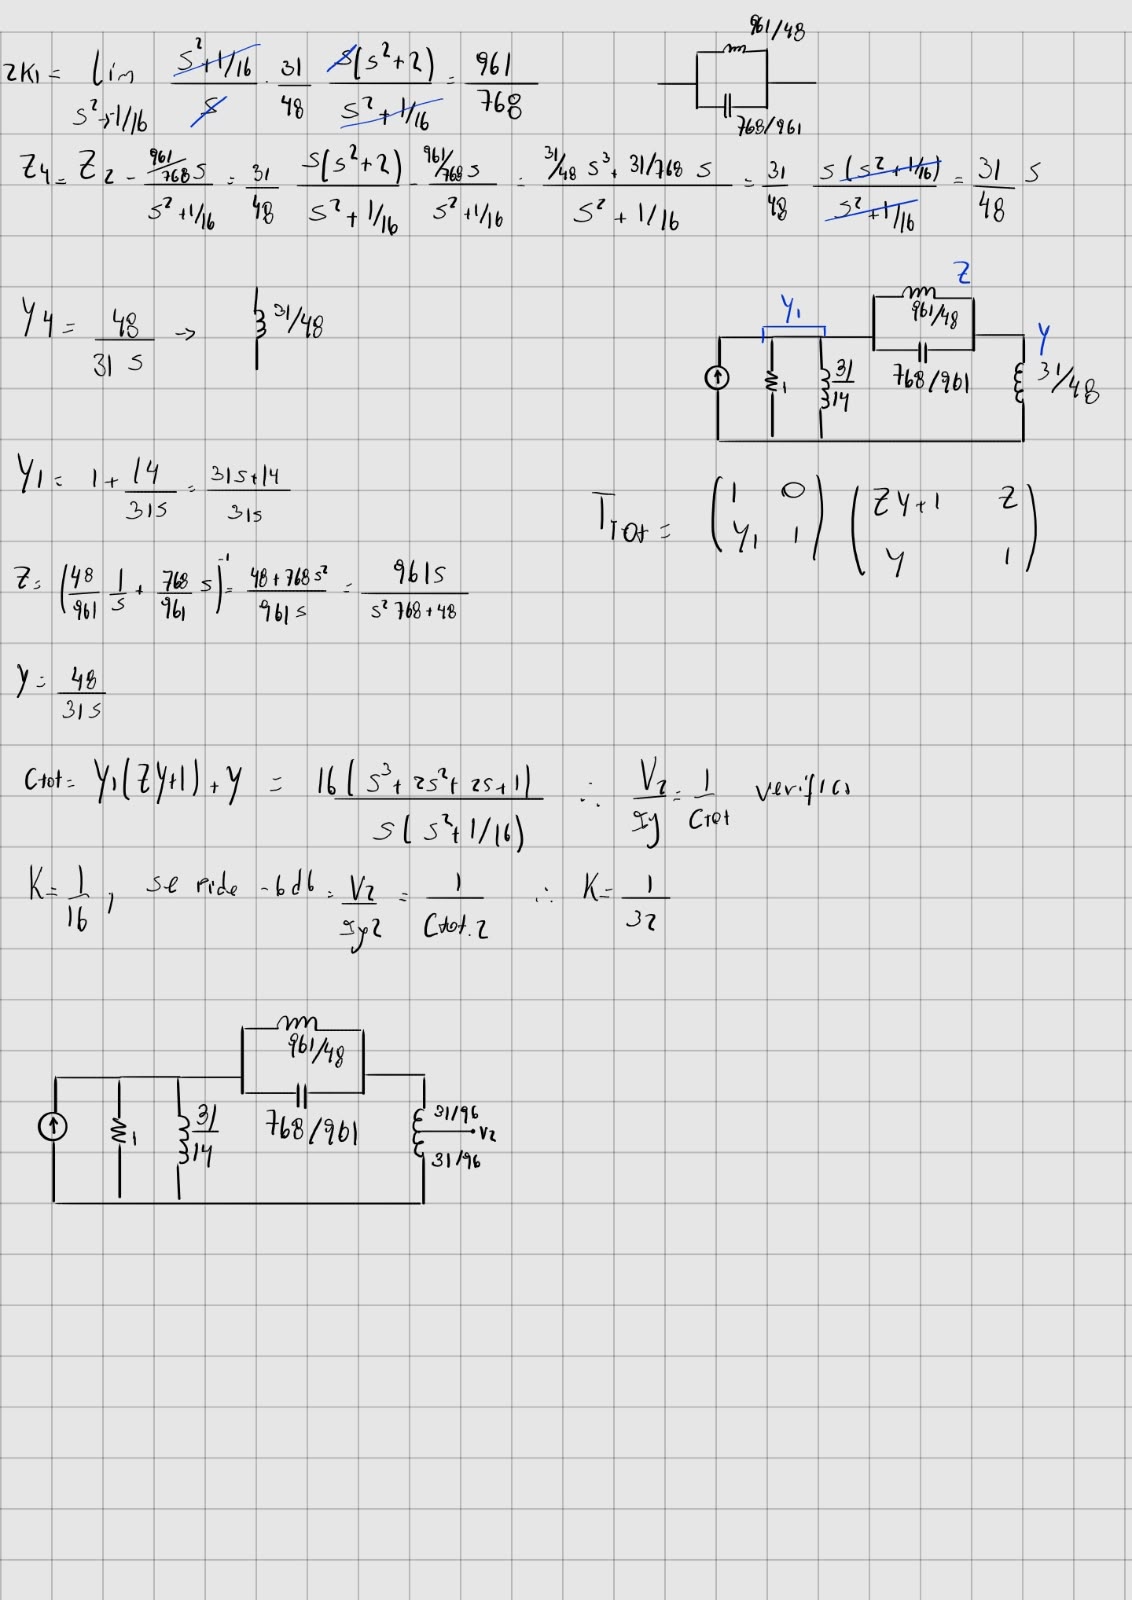 2K₁ = lim s²→-1/16 (s²+1/16)/s · 31/48 · s(s²+2)/(s²+1/16) = 961/768
961/48
768/961
Z₄ = Z₂ - (961/768 s)/(s²+1/16) = 31/48 · s(s²+2)/(s²+1/16) - (961/768 s)/(s²+1/16) = (31/48 s³ + 31/768 s)/(s²+1/16) = 31/48 · s(s²+1/16)/(s²+1/16) = 31/48 s
Y₄ = 48/(31 s) → 31/48
Z
Y₁ 961/48 Y
1 31/14 768/961 31/48
Y₁ = 1 + 14/(31s) = (31s+14)/(31s)
T_TOT = (1 0; Y₁ 1) (ZY+1 Z; Y 1)
Z = (48/961 1/s + 768/961 s)⁻¹ = (48+768s²)/(961 s) = 961s/(s² 768+48)
Y = 48/(31s)
Ctot = Y₁(ZY+1) + Y = 16(s³+2s²+2s+1)/(s(s²+1/16)) ∴ V₂/Ig = 1/Ctot verifica
K = 1/16 , se pide -6db = V₂/(Ig2) = 1/(Ctot.2) ∴ K = 1/32
961/48
1 31/14 768/961 31/96
V₂
31/96